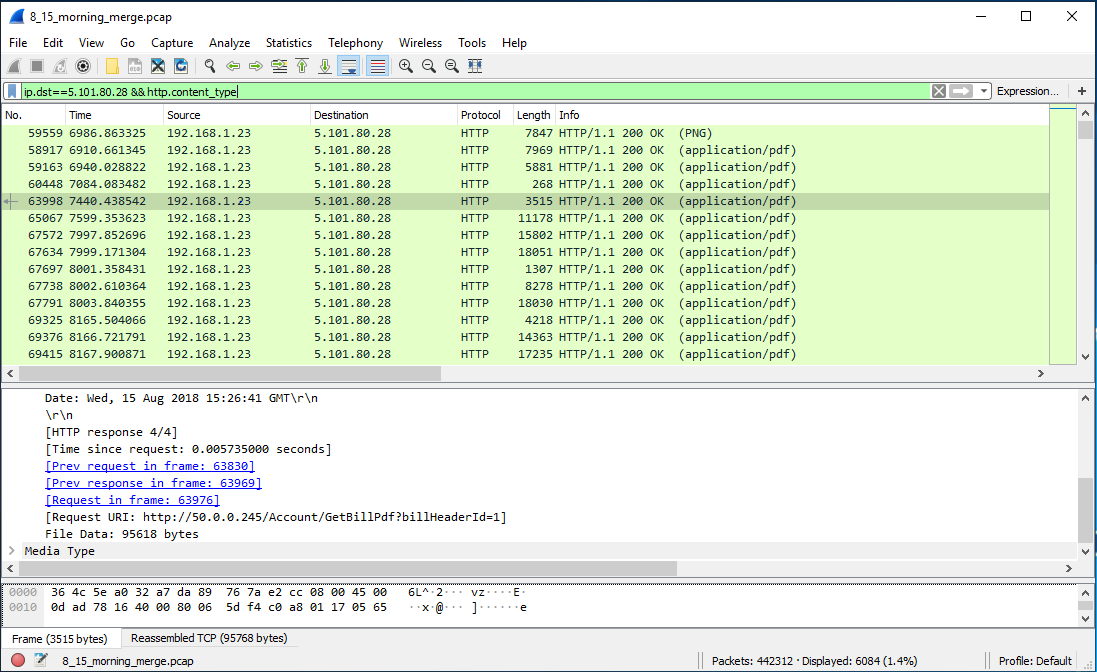 8_15_morning_merge.pcap
File Edit View Go Capture Analyze Statistics Telephony Wireless Tools Help
ip.dst==5.101.80.28 && http.content_type Expression... +
No. Time Source Destination Protocol Length Info
59559 6986.863325 192.168.1.23 5.101.80.28 HTTP 7847 HTTP/1.1 200 OK (PNG)
58917 6910.661345 192.168.1.23 5.101.80.28 HTTP 7969 HTTP/1.1 200 OK (application/pdf)
59163 6940.028822 192.168.1.23 5.101.80.28 HTTP 5881 HTTP/1.1 200 OK (application/pdf)
60448 7084.083482 192.168.1.23 5.101.80.28 HTTP 268 HTTP/1.1 200 OK (application/pdf)
63998 7440.438542 192.168.1.23 5.101.80.28 HTTP 3515 HTTP/1.1 200 OK (application/pdf)
65067 7599.353623 192.168.1.23 5.101.80.28 HTTP 11178 HTTP/1.1 200 OK (application/pdf)
67572 7997.852696 192.168.1.23 5.101.80.28 HTTP 15802 HTTP/1.1 200 OK (application/pdf)
67634 7999.171304 192.168.1.23 5.101.80.28 HTTP 18051 HTTP/1.1 200 OK (application/pdf)
67697 8001.358431 192.168.1.23 5.101.80.28 HTTP 1307 HTTP/1.1 200 OK (application/pdf)
67738 8002.610364 192.168.1.23 5.101.80.28 HTTP 8278 HTTP/1.1 200 OK (application/pdf)
67791 8003.840355 192.168.1.23 5.101.80.28 HTTP 18030 HTTP/1.1 200 OK (application/pdf)
69325 8165.504066 192.168.1.23 5.101.80.28 HTTP 4218 HTTP/1.1 200 OK (application/pdf)
69376 8166.721791 192.168.1.23 5.101.80.28 HTTP 14363 HTTP/1.1 200 OK (application/pdf)
69415 8167.900871 192.168.1.23 5.101.80.28 HTTP 17235 HTTP/1.1 200 OK (application/pdf)
Date: Wed, 15 Aug 2018 15:26:41 GMT\r\n
\r\n
[HTTP response 4/4]
[Time since request: 0.005735000 seconds]
[Prev request in frame: 63830]
[Prev response in frame: 63969]
[Request in frame: 63976]
[Request URI: http://50.0.0.245/Account/GetBillPdf?billHeaderId=1]
File Data: 95618 bytes
Media Type
0000 36 4c 5e a0 32 a7 da 89 76 7a e2 cc 08 00 45 00 6L^·2··· vz····E·
0010 0d ad 78 16 40 00 80 06 5d f4 c0 a8 01 17 05 65 ··x·@··· ]······e
Frame (3515 bytes) Reassembled TCP (95768 bytes)
8_15_morning_merge.pcap Packets: 442312 · Displayed: 6084 (1.4%) Profile: Default